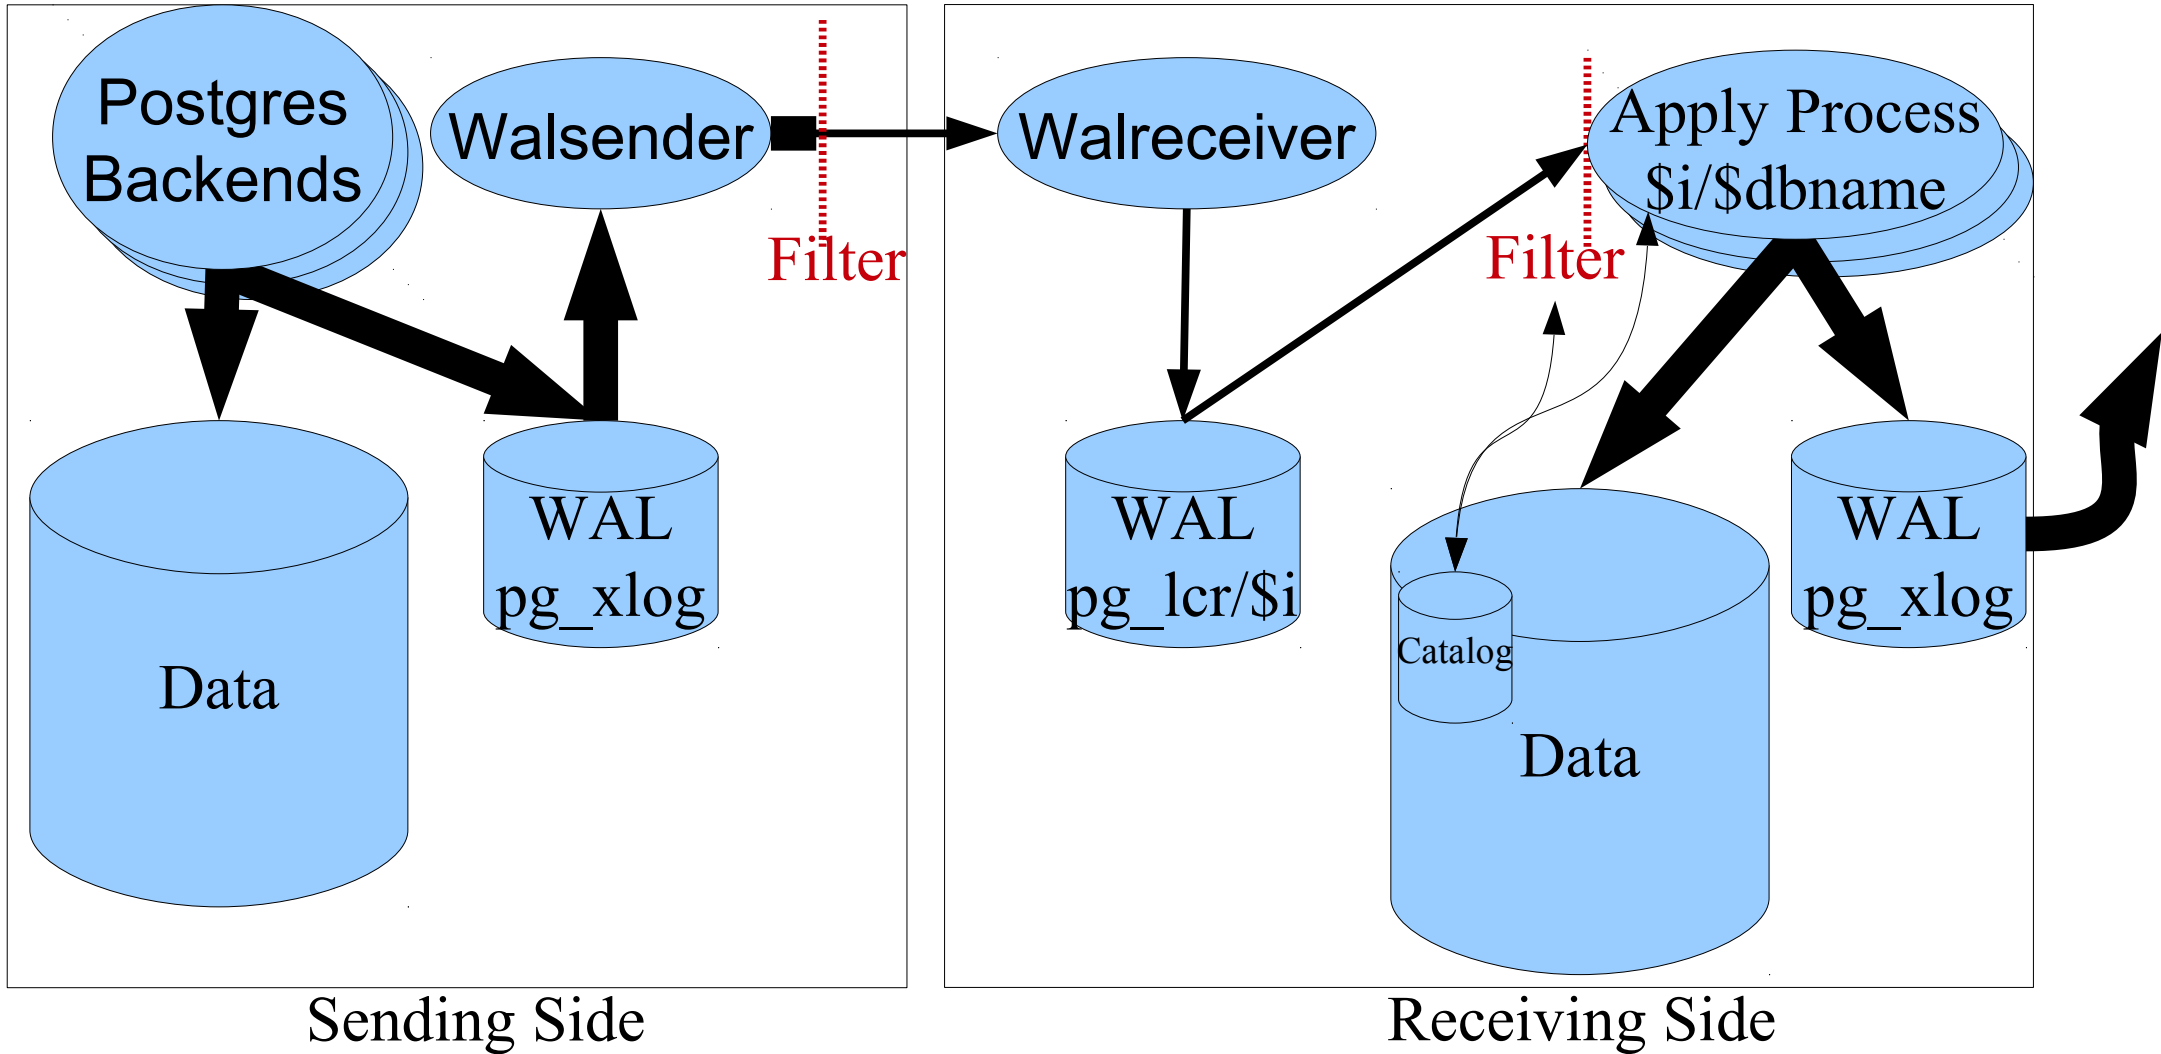 Postgres
Backends
Walsender
Filter
Data
WAL
pg_xlog
Sending Side
Walreceiver
Filter
Apply Process
$i/$dbname
WAL
pg_lcr/$i
Catalog
Data
WAL
pg_xlog
Receiving Side